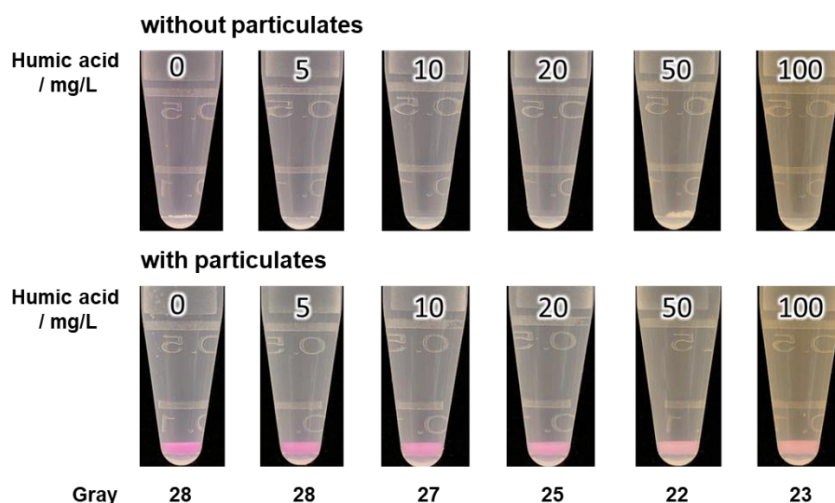 without particulates
Humic acid
/ mg/L
0 5 10 20 50 100
with particulates
Humic acid
/ mg/L
0 5 10 20 50 100
Gray 28 28 27 25 22 23